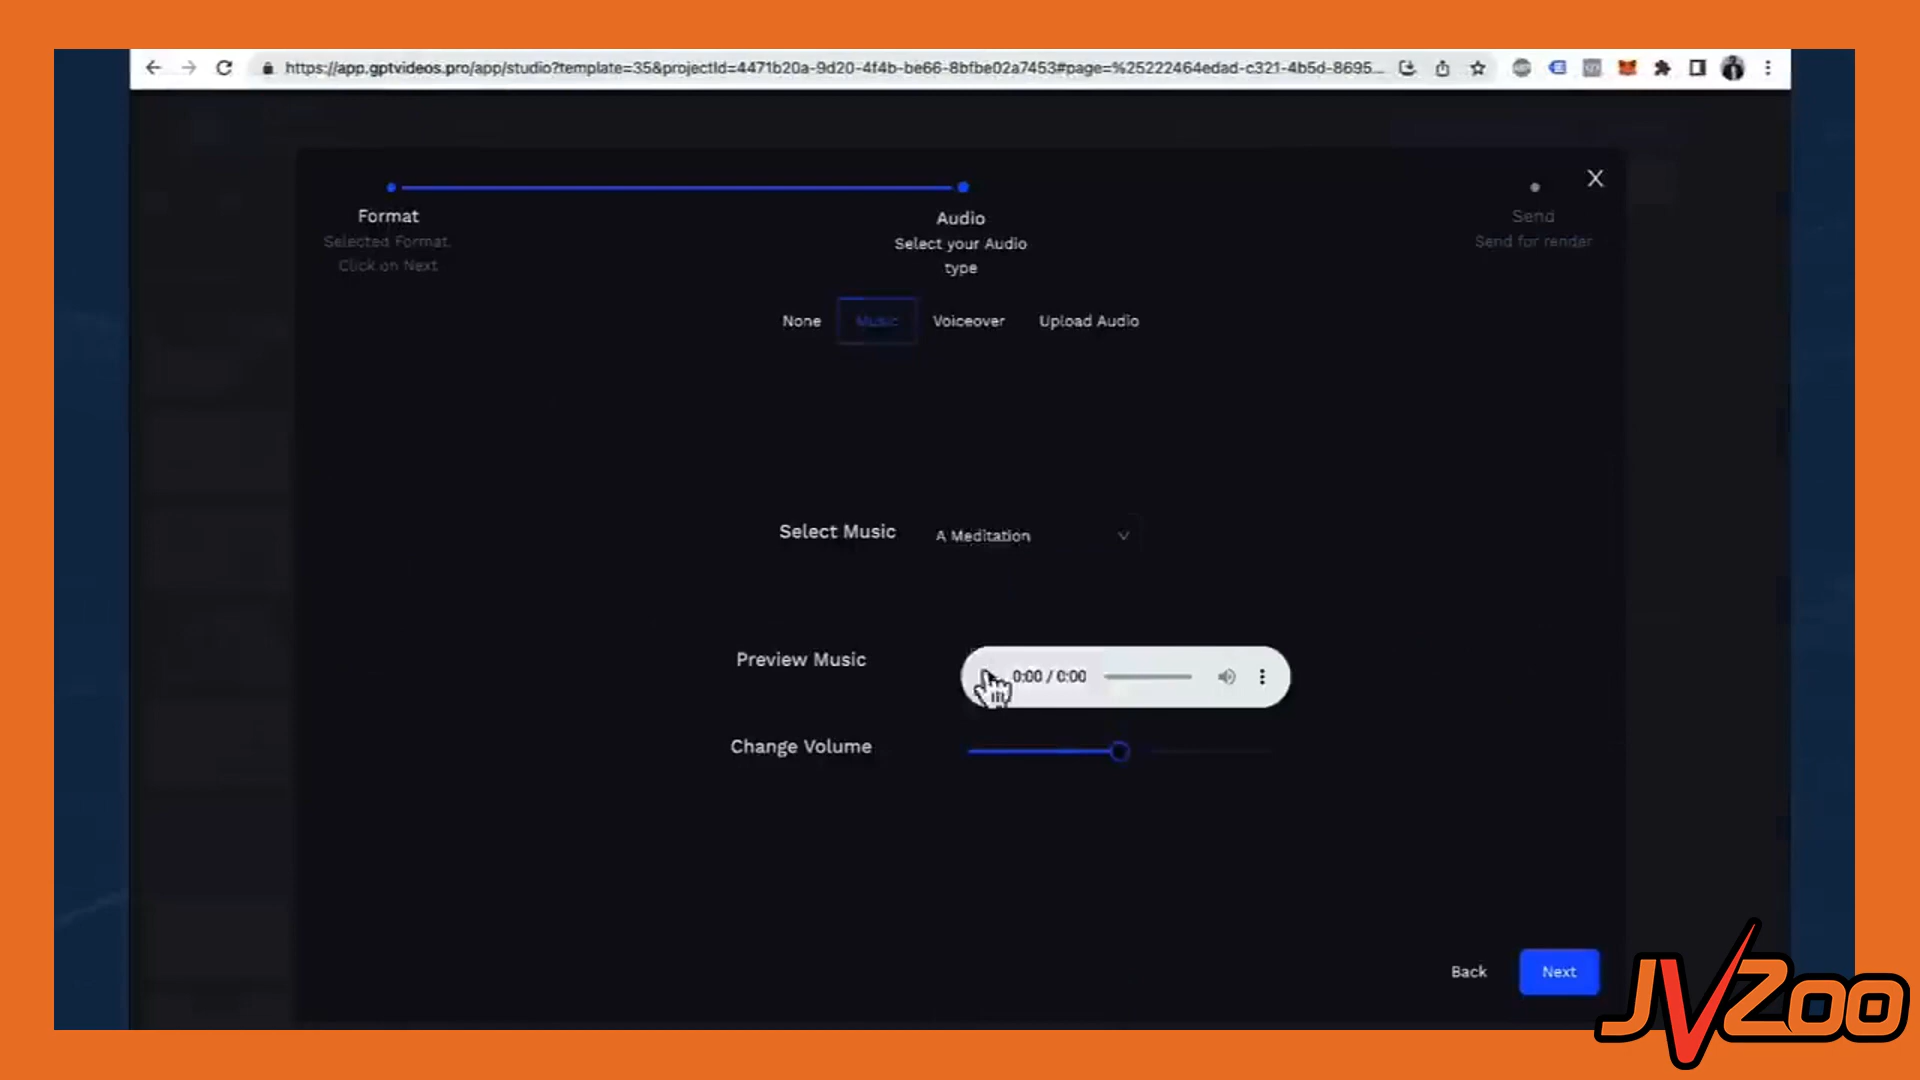 https://app.gptvideos.pro/app/studio?template=35&projectId=4471b20a-9d20-4f4b-be66-8bfbe02a7453#page=%25222464edad-c321-4b5d-8695...
X
Format
Selected Format.
Click on Next
Audio
Select your Audio
type
Send
Send for render
None Music Voiceover Upload Audio
Select Music A Meditation
Preview Music 0:00 / 0:00
Change Volume
Back Next
JVZoo